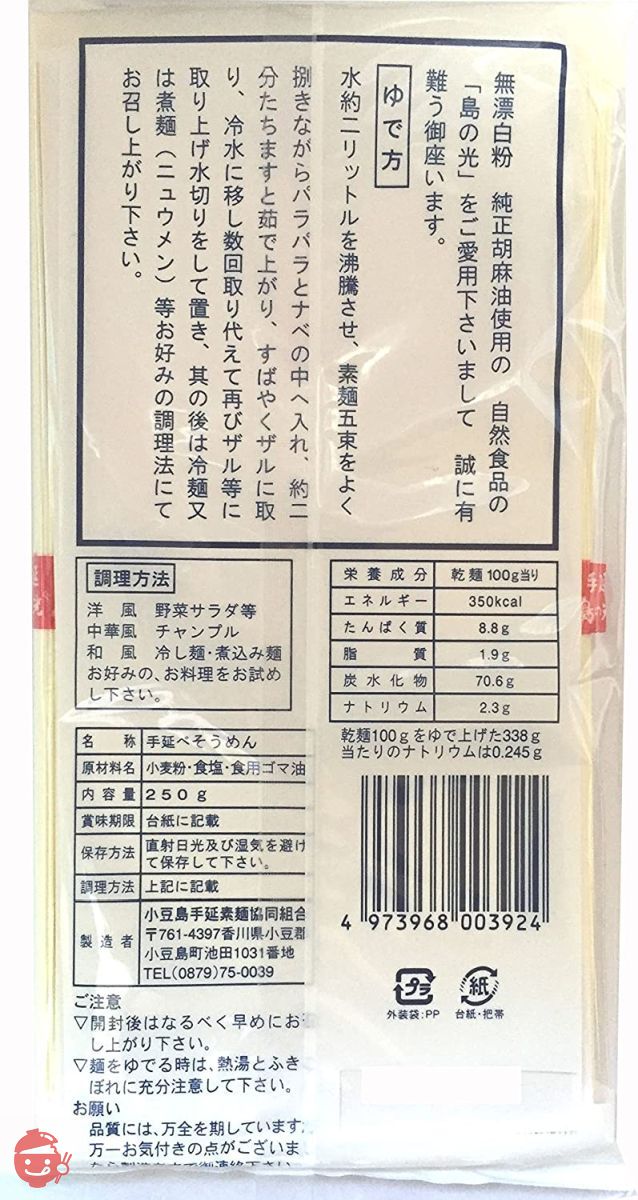 無漂白粉　純正胡麻油使用の　自然食品の
「島の光」をご愛用下さいまして　誠に有
難う御座います。
ゆで方
水約二リットルを沸騰させ、素麺五束をよく
捌きながらパラパラとナベの中へ入れ、約二
分たちますと茹で上がり、すばやくザルに取
り、冷水に移し数回取り代えて再びザル等に
取り上げ水切りをして置き、其の後は冷麺又
は煮麺（ニュウメン）等お好みの調理法にて
お召し上がり下さい。
調理方法
洋　風　野菜サラダ等
中華風　チャンプル
和　風　冷し麺・煮込み麺
お好みの、お料理をお試め
し下さい。
栄養成分　乾麺100g当り
エネルギー　350kcal
たんぱく質　8.8g
脂　質　1.9g
炭水化物　70.6g
ナトリウム　2.3g
乾麺100gをゆで上げた338g
当たりのナトリウムは0.245g
名　称　手延べそうめん
原材料名　小麦粉・食塩・食用ゴマ油
内容量　250g
賞味期限　台紙に記載
保存方法　直射日光及び湿気を避け
て保存して下さい。
調理方法　上記に記載
製造者　小豆島手延素麺協同組合
〒761-4397香川県小豆郡
小豆島町池田1031番地
TEL(0879)75-0039
4 973968 003924
プラ　紙
外装袋:PP　台紙・把帯
ご注意
▽開封後はなるべく早めにお
し上がり下さい。
▽麺をゆでる時は、熱湯とふき
ぼれに充分注意して下さい。
お願い
品質には、万全を期しています
万一お気付きの点がございま